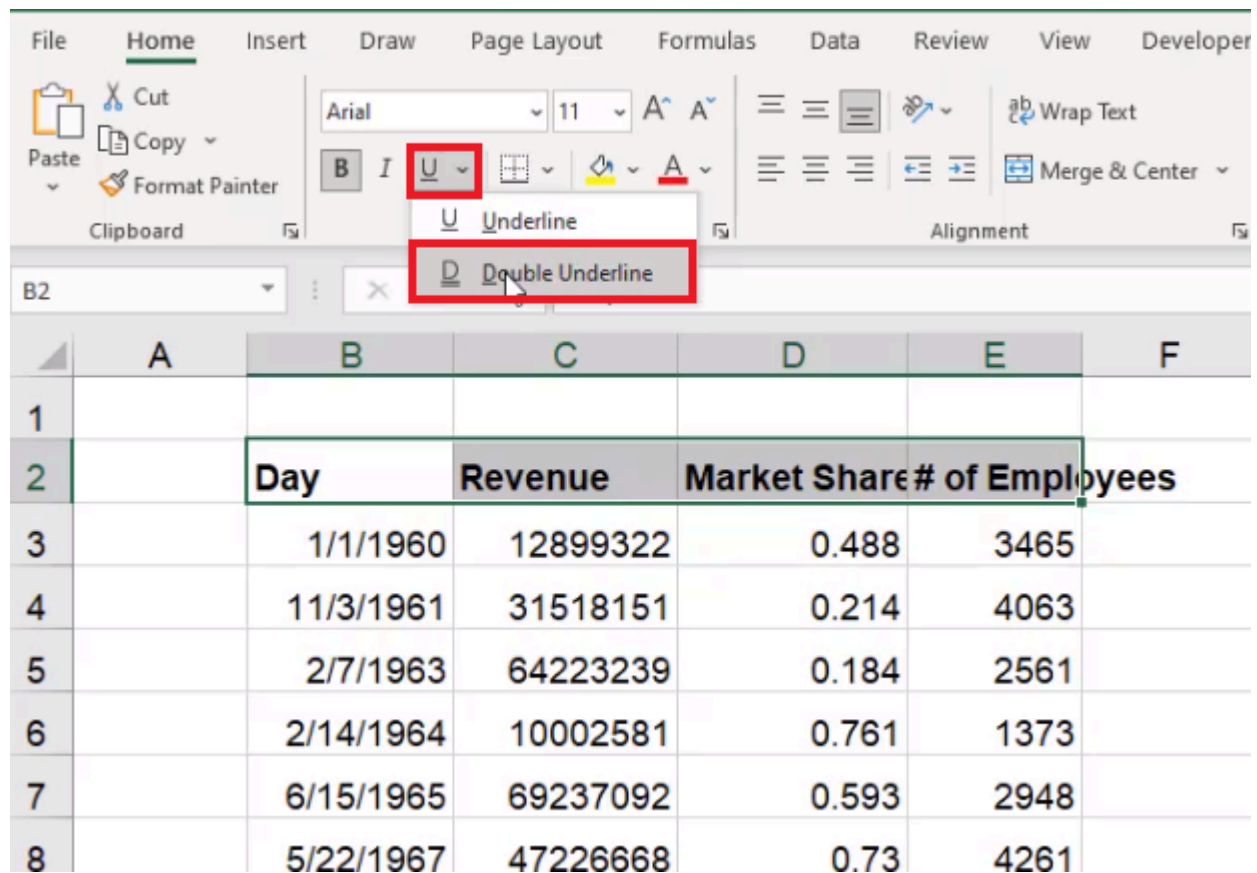 File Home Insert Draw Page Layout Formulas Data Review View Developer
Cut
Copy
Paste
Format Painter
Clipboard
Arial 11 A A
B I U A
ab Wrap Text
Merge & Center
Alignment
U Underline
D Double Underline
B2
A B C D E F
1
2 Day Revenue Market Share # of Employees
3 1/1/1960 12899322 0.488 3465
4 11/3/1961 31518151 0.214 4063
5 2/7/1963 64223239 0.184 2561
6 2/14/1964 10002581 0.761 1373
7 6/15/1965 69237092 0.593 2948
8 5/22/1967 47226668 0.73 4261